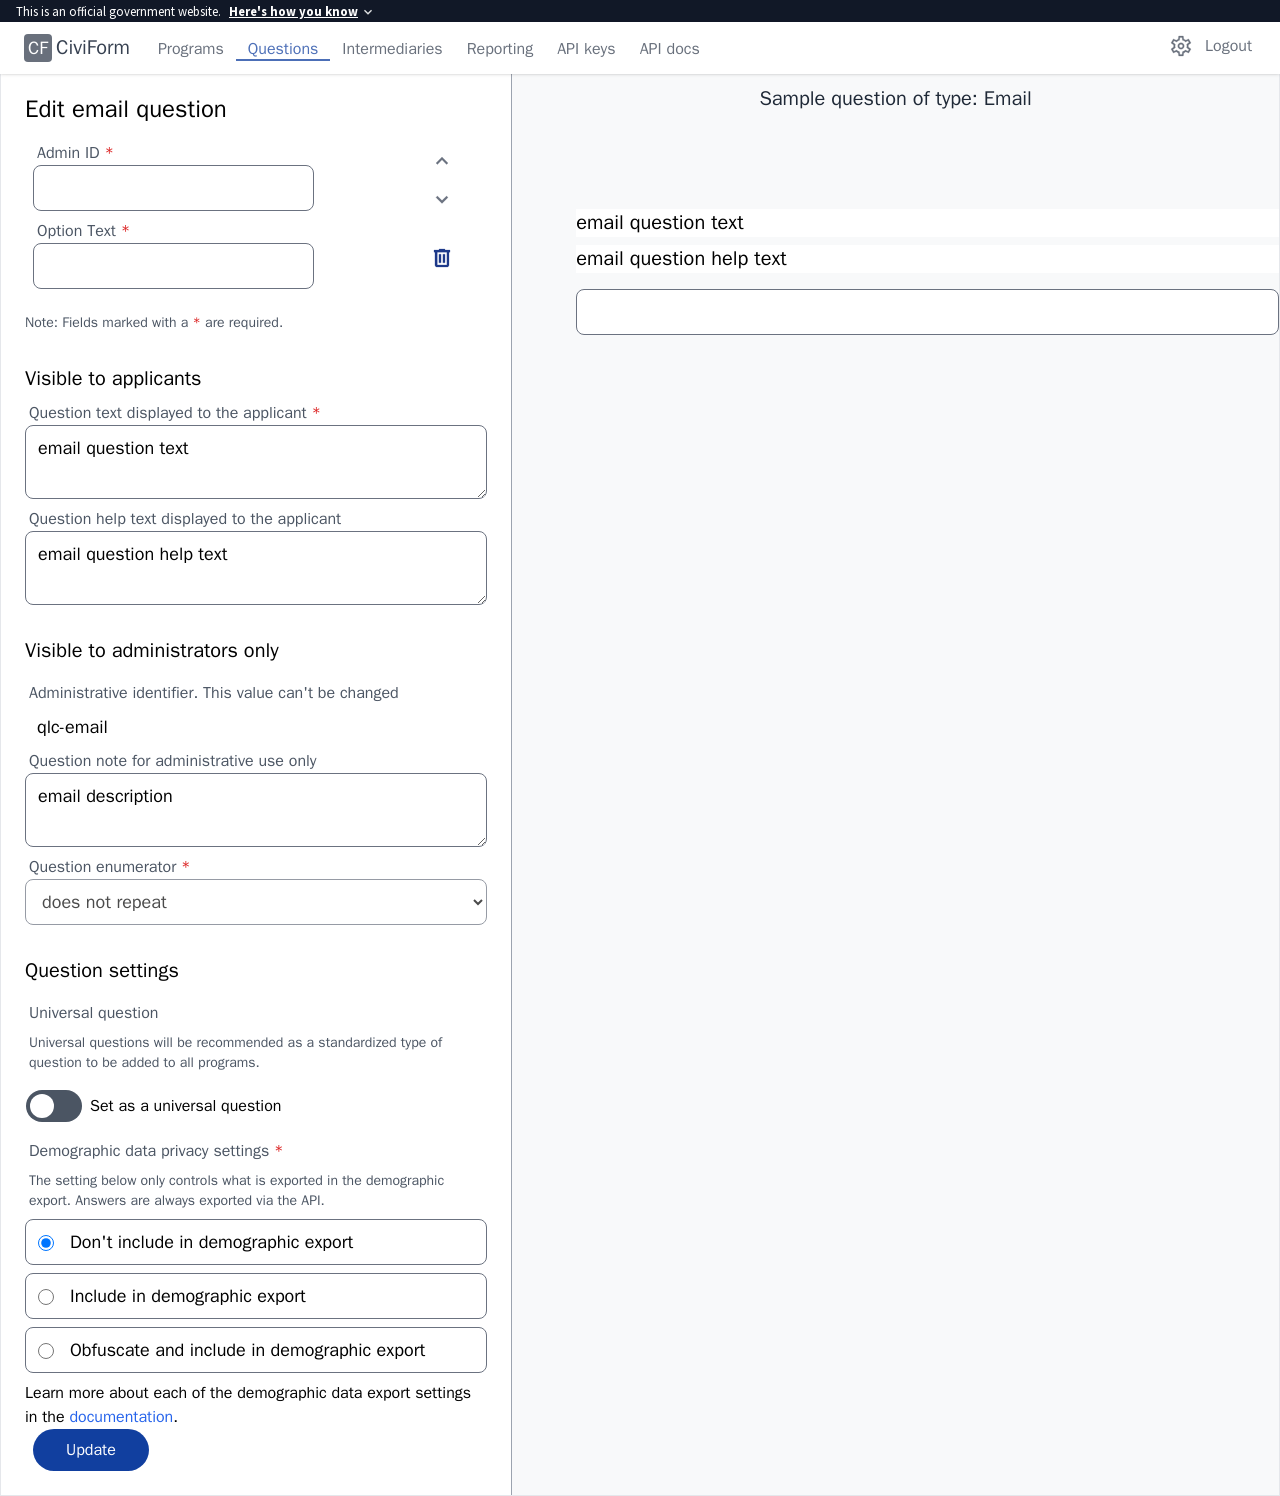 This is an official government website. Here's how you know
CF CiviForm Programs Questions Intermediaries Reporting API keys API docs Logout
Edit email question
Admin ID *
Option Text *
Note: Fields marked with a * are required.
Visible to applicants
Question text displayed to the applicant *
email question text
Question help text displayed to the applicant
email question help text
Visible to administrators only
Administrative identifier. This value can't be changed
qlc-email
Question note for administrative use only
email description
Question enumerator *
does not repeat
Question settings
Universal question
Universal questions will be recommended as a standardized type of
question to be added to all programs.
Set as a universal question
Demographic data privacy settings *
The setting below only controls what is exported in the demographic
export. Answers are always exported via the API.
Don't include in demographic export
Include in demographic export
Obfuscate and include in demographic export
Learn more about each of the demographic data export settings
in the documentation.
Update
Sample question of type: Email
email question text
email question help text